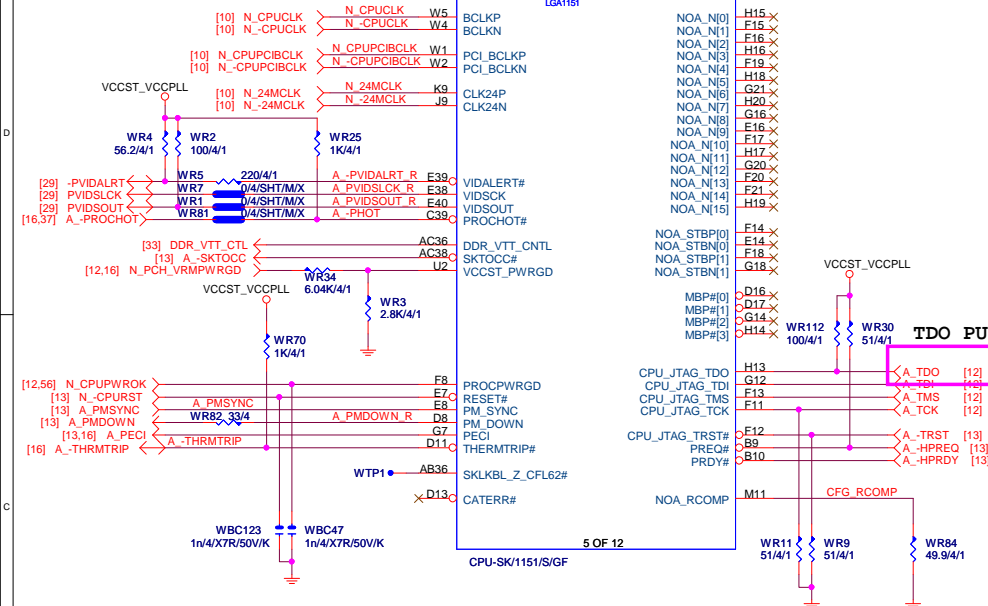 LGA1151
[10] N_CPUCLK N_CPUCLK W5 BCLKP NOA_N[0] H15
[10] N_-CPUCLK N_-CPUCLK W4 BCLKN NOA_N[1] F15
NOA_N[2] F16
[10] N_CPUPCIBCLK N_CPUPCIBCLK W1 PCI_BCLKP NOA_N[3] H16
[10] N_-CPUPCIBCLK N_-CPUPCIBCLK W2 PCI_BCLKN NOA_N[4] F19
NOA_N[5] H18
VCCST_VCCPLL
[10] N_24MCLK N_24MCLK K9 CLK24P NOA_N[6] G21
[10] N_-24MCLK N_-24MCLK J9 CLK24N NOA_N[7] H20
NOA_N[8] G16
D
NOA_N[9] E16
WR4 WR2 WR25 NOA_N[10] F17
56.2/4/1 100/4/1 1K/4/1 NOA_N[11] H17
NOA_N[12] G20
[29] -PVIDALRT WR5 220/4/1 A_-PVIDALRT_R E39 VIDALERT# NOA_N[13] F20
[29] PVIDSLCK WR7 0/4/SHT/M/X A_PVIDSLCK_R E38 VIDSCK NOA_N[14] F21
[29] PVIDSOUT WR1 0/4/SHT/M/X A_PVIDSOUT_R E40 VIDSOUT NOA_N[15] H19
[16,37] A_-PROCHOT WR81 0/4/SHT/M/X A_-PHOT C39 PROCHOT#
NOA_STBP[0] F14
[33] DDR_VTT_CTL AC36 DDR_VTT_CNTL NOA_STBN[0] E14
[13] A_-SKTOCC AC38 SKTOCC# NOA_STBP[1] F18
[12,16] N_PCH_VRMPWRGD U2 VCCST_PWRGD NOA_STBN[1] G18
VCCST_VCCPLL
WR34
6.04K/4/1
VCCST_VCCPLL
MBP#[0] D16
WR3 MBP#[1] D17
2.8K/4/1 MBP#[2] G14
MBP#[3] H14
WR112 WR30 TDO PU
100/4/1 51/4/1
WR70
1K/4/1
CPU_JTAG_TDO H13 A_TDO [12]
[12,56] N_CPUPWROK F8 PROCPWRGD CPU_JTAG_TDI G12 A_TDI [12]
[13] N_-CPURST E7 RESET# CPU_JTAG_TMS F13 A_TMS [12]
[13] A_PMSYNC A_PMSYNC E8 PM_SYNC CPU_JTAG_TCK F11 A_TCK [12]
[13] A_PMDOWN WR82 33/4 A_PMDOWN_R D8 PM_DOWN
[13,16] A_PECI G7 PECI CPU_JTAG_TRST# F12 A_-TRST [13]
[16] A_-THRMTRIP A_-THRMTRIP D11 THERMTRIP# PREQ# B9 A_-HPREQ [13]
PRDY# B10 A_-HPRDY [13]
WTP1 AB36 SKLKBL_Z_CFL62#
D13 CATERR# NOA_RCOMP M11 CFG_RCOMP
C
WBC123 WBC47
1n/4/X7R/50V/K 1n/4/X7R/50V/K
5 OF 12
WR11 WR9 WR84
51/4/1 51/4/1 49.9/4/1
CPU-SK/1151/S/GF